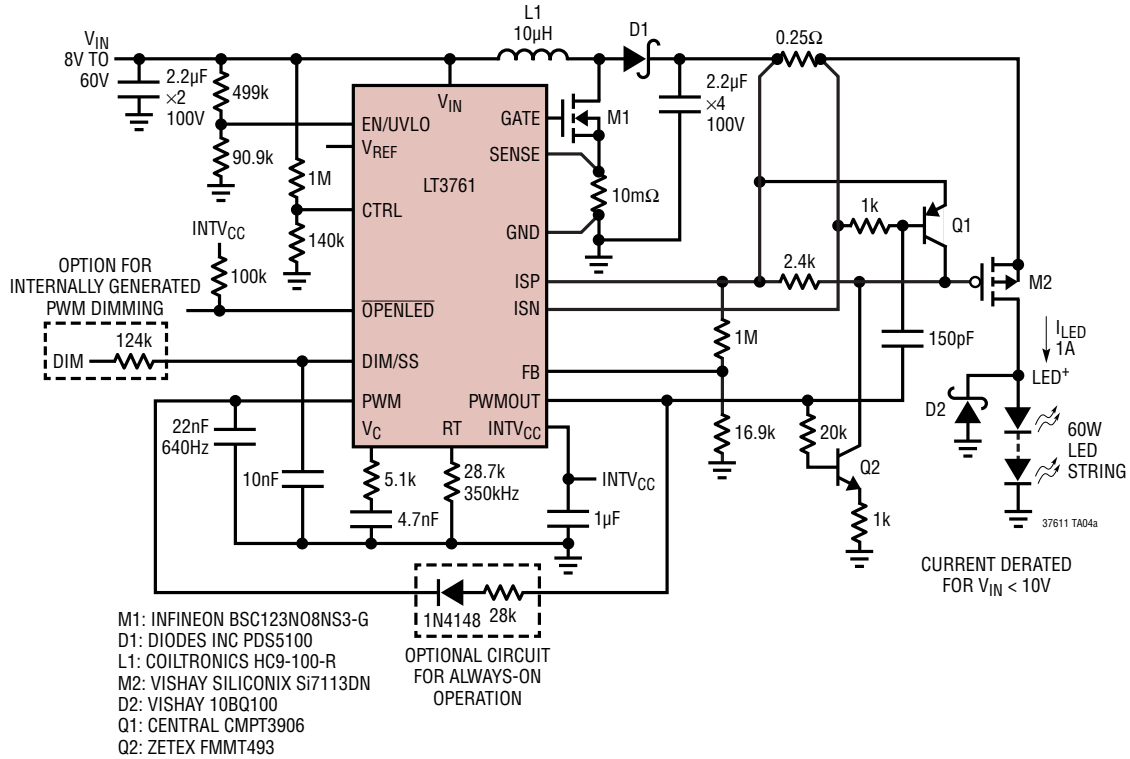 L1
10µH
D1
0.25Ω
V_IN
8V TO
60V
2.2µF
×2
100V
499k
90.9k
1M
140k
INTV_CC
100k
OPTION FOR
INTERNALLY GENERATED
PWM DIMMING
DIM
124k
V_IN
EN/UVLO
V_REF
LT3761
CTRL
OPENLED
DIM/SS
PWM
V_C
RT
INTV_CC
PWMOUT
FB
ISN
ISP
GND
SENSE
GATE
M1
10mΩ
2.2µF
×4
100V
1k
Q1
2.4k
M2
1M
150pF
I_LED
1A
LED+
D2
60W
LED
STRING
16.9k
20k
Q2
1k
22nF
640Hz
10nF
5.1k
4.7nF
28.7k
350kHz
INTV_CC
1µF
37611 TA04a
CURRENT DERATED
FOR V_IN < 10V
1N4148
28k
OPTIONAL CIRCUIT
FOR ALWAYS-ON
OPERATION
M1: INFINEON BSC123NO8NS3-G
D1: DIODES INC PDS5100
L1: COILTRONICS HC9-100-R
M2: VISHAY SILICONIX Si7113DN
D2: VISHAY 10BQ100
Q1: CENTRAL CMPT3906
Q2: ZETEX FMMT493